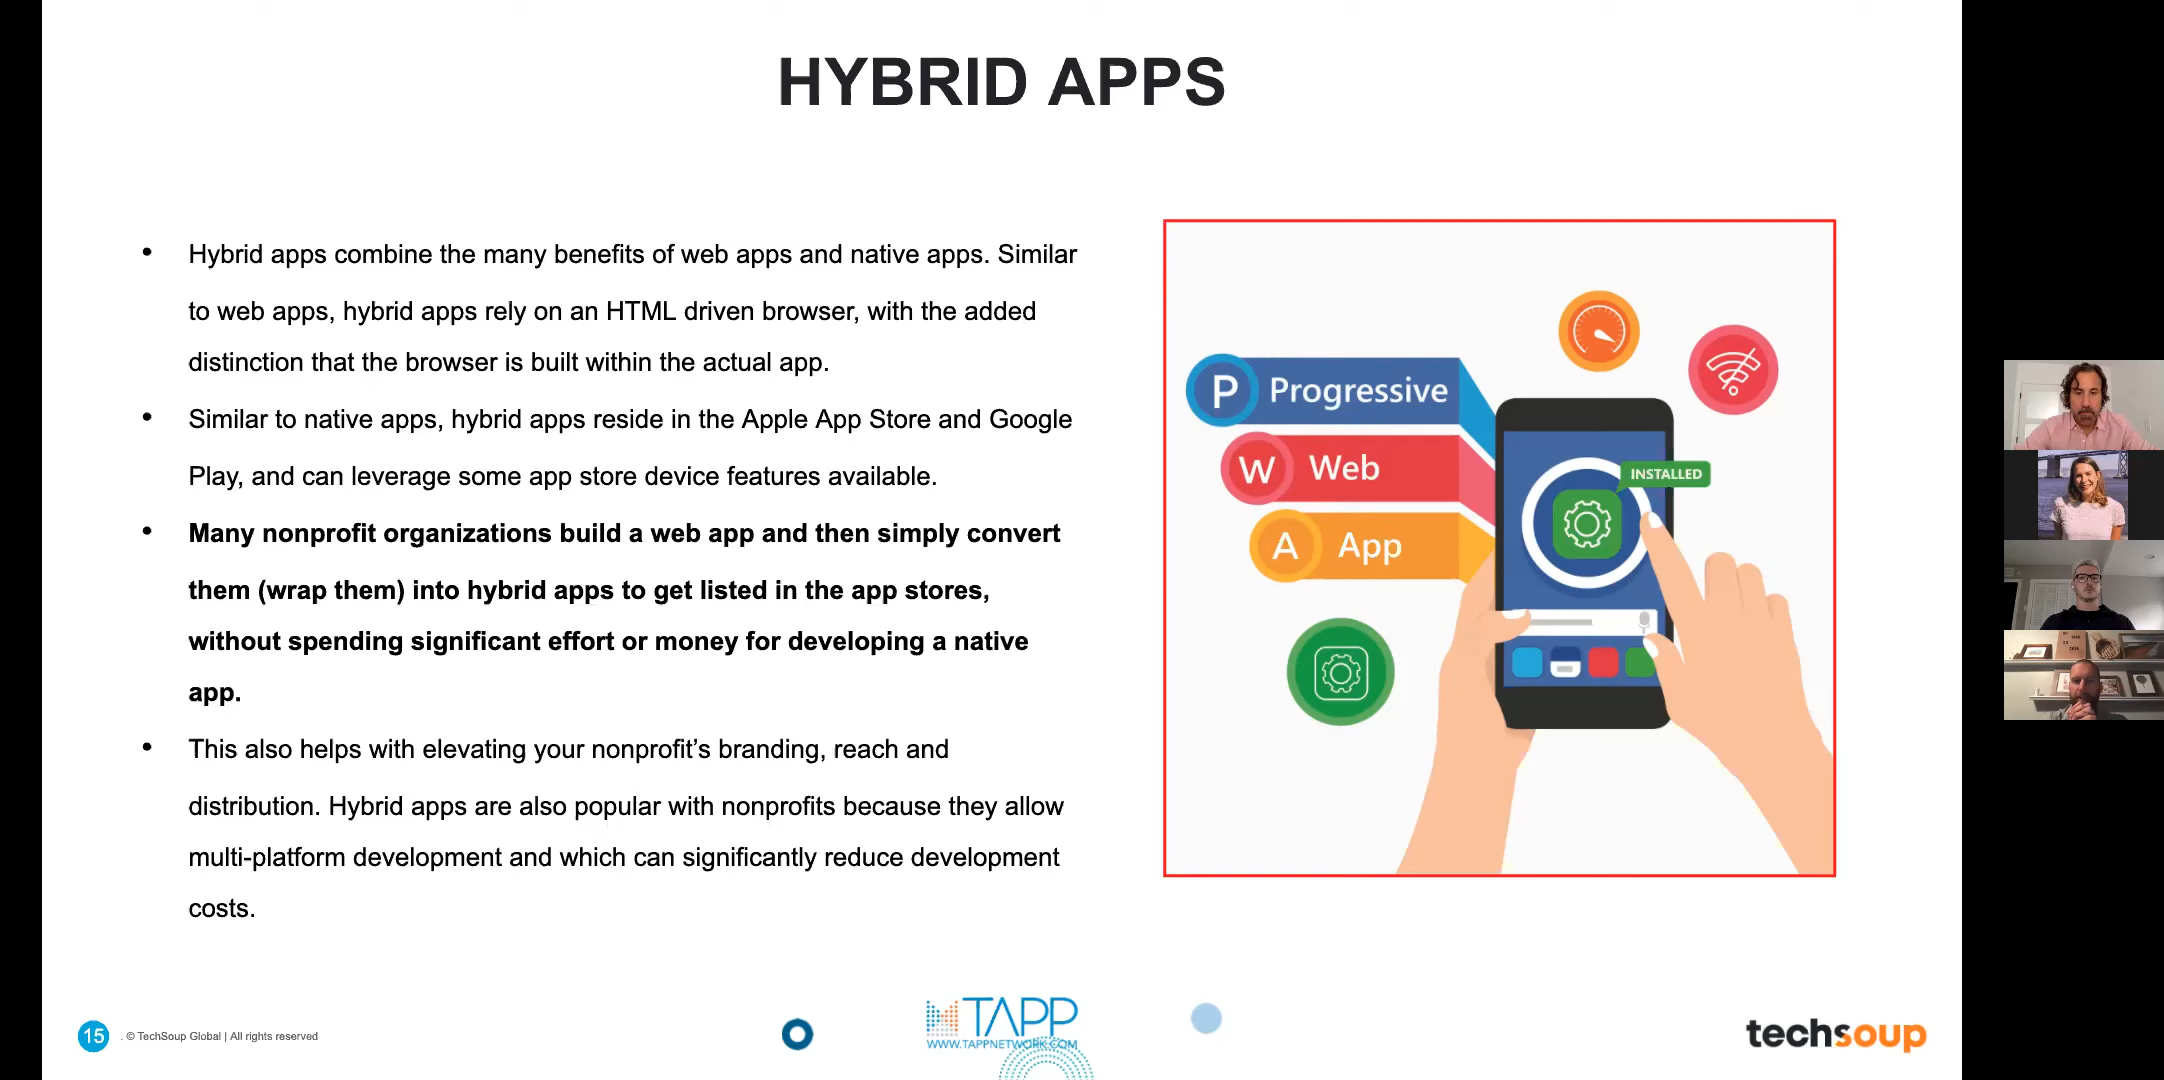 HYBRID APPS
• Hybrid apps combine the many benefits of web apps and native apps. Similar
to web apps, hybrid apps rely on an HTML driven browser, with the added
distinction that the browser is built within the actual app.
• Similar to native apps, hybrid apps reside in the Apple App Store and Google
Play, and can leverage some app store device features available.
• Many nonprofit organizations build a web app and then simply convert
them (wrap them) into hybrid apps to get listed in the app stores,
without spending significant effort or money for developing a native
app.
• This also helps with elevating your nonprofit’s branding, reach and
distribution. Hybrid apps are also popular with nonprofits because they allow
multi-platform development and which can significantly reduce development
costs.
P Progressive
W Web
A App
INSTALLED
15 . © TechSoup Global | All rights reserved
TAPP
WWW.TAPPNETWORK.COM
techsoup